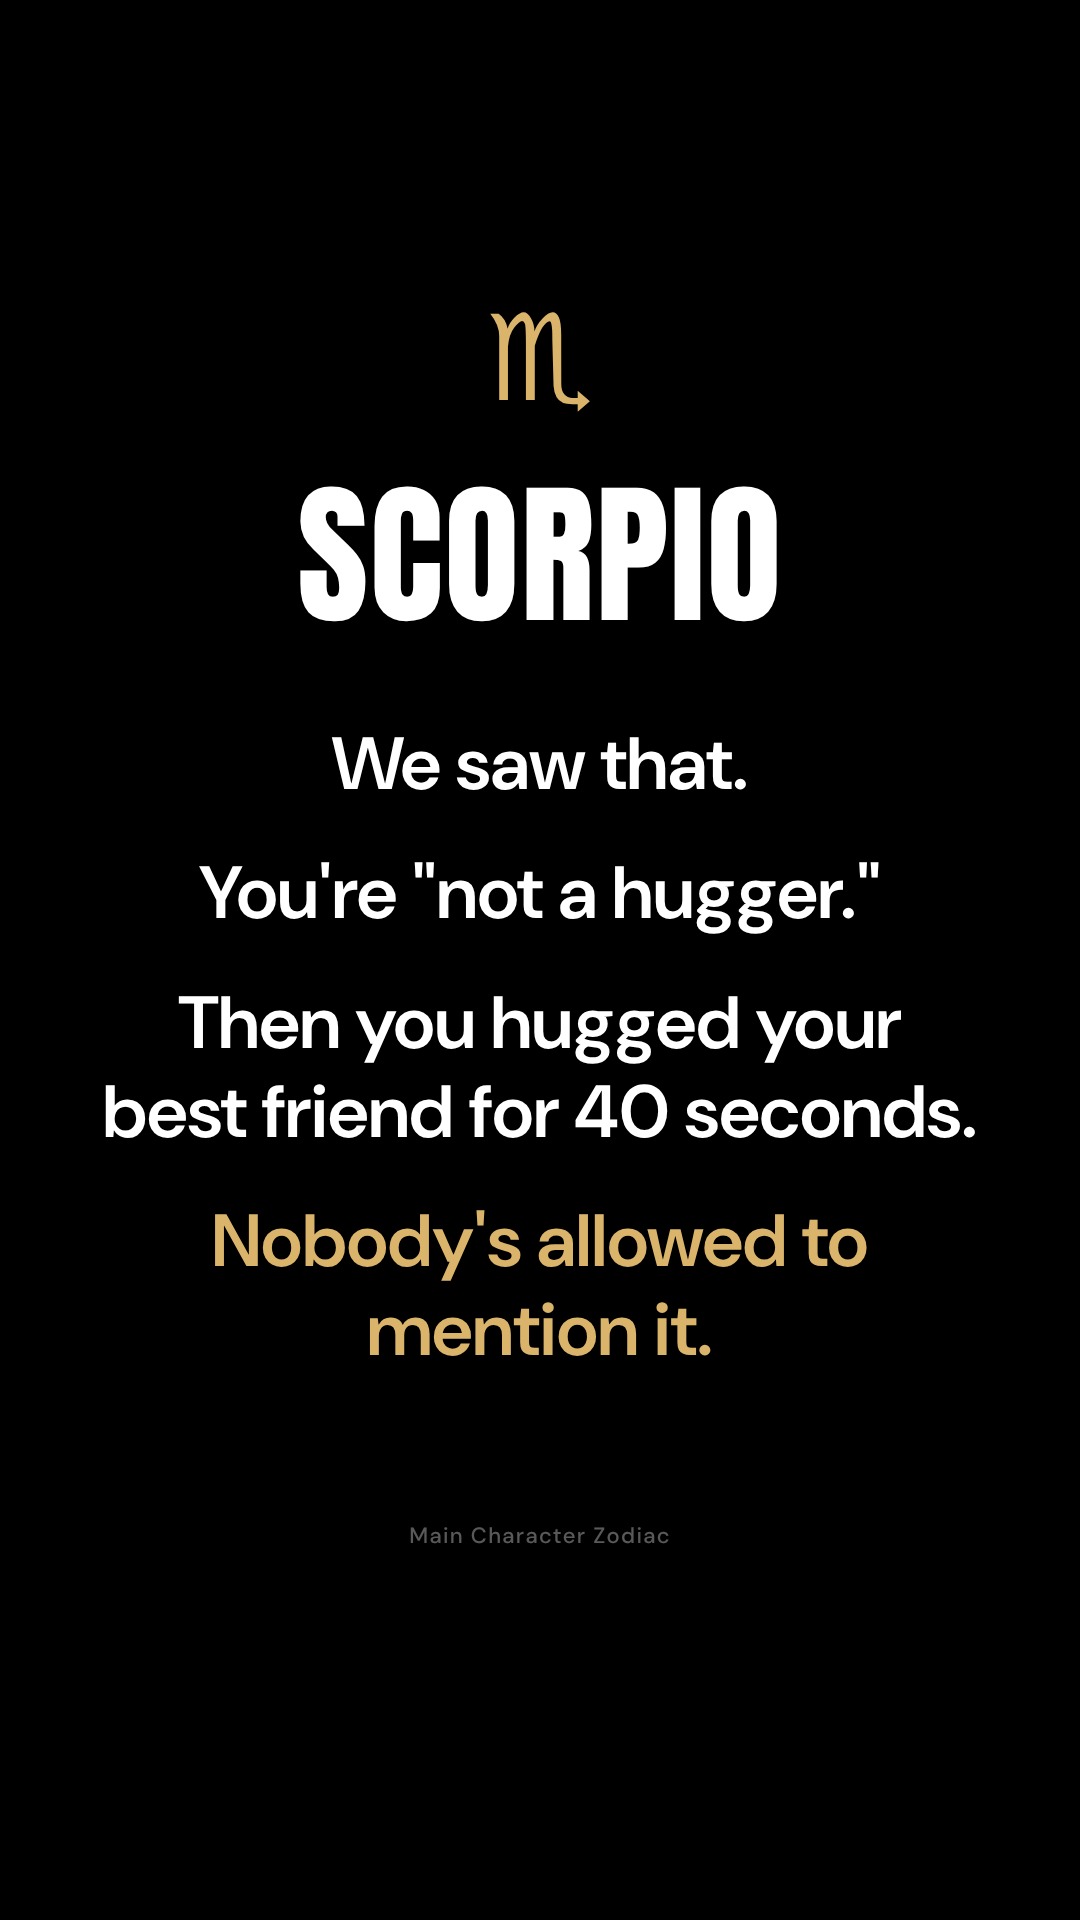 ♏
SCORPIO
We saw that.
You're "not a hugger."
Then you hugged your
best friend for 40 seconds.
Nobody's allowed to
mention it.
Main Character Zodiac